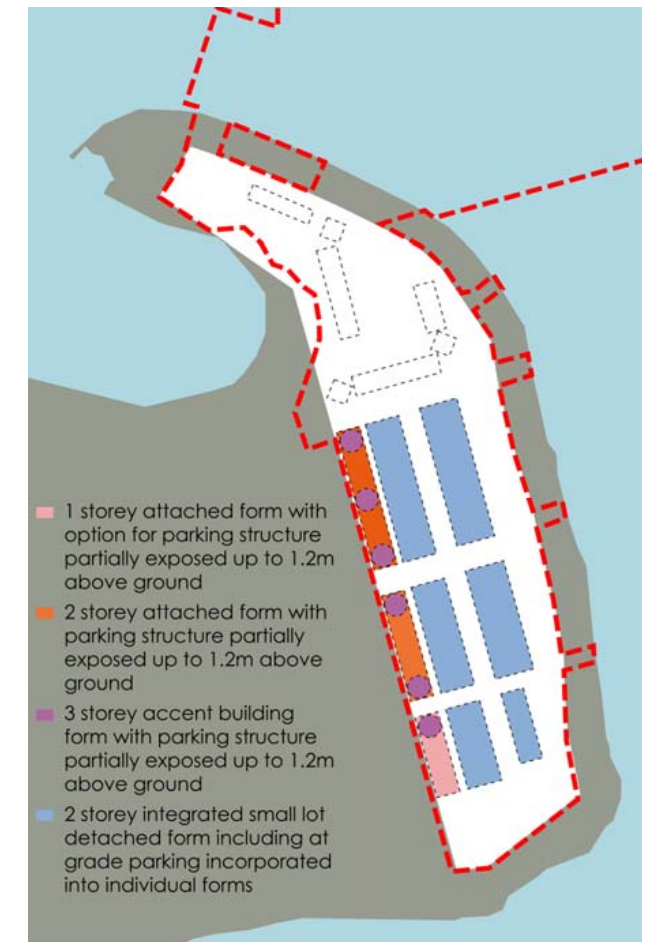 1 storey attached form with
option for parking structure
partially exposed up to 1.2m
above ground
2 storey attached form with
parking structure partially
exposed up to 1.2m above
ground
3 storey accent building
form with parking structure
partially exposed up to 1.2m
above ground
2 storey integrated small lot
detached form including at
grade parking incorporated
into individual forms